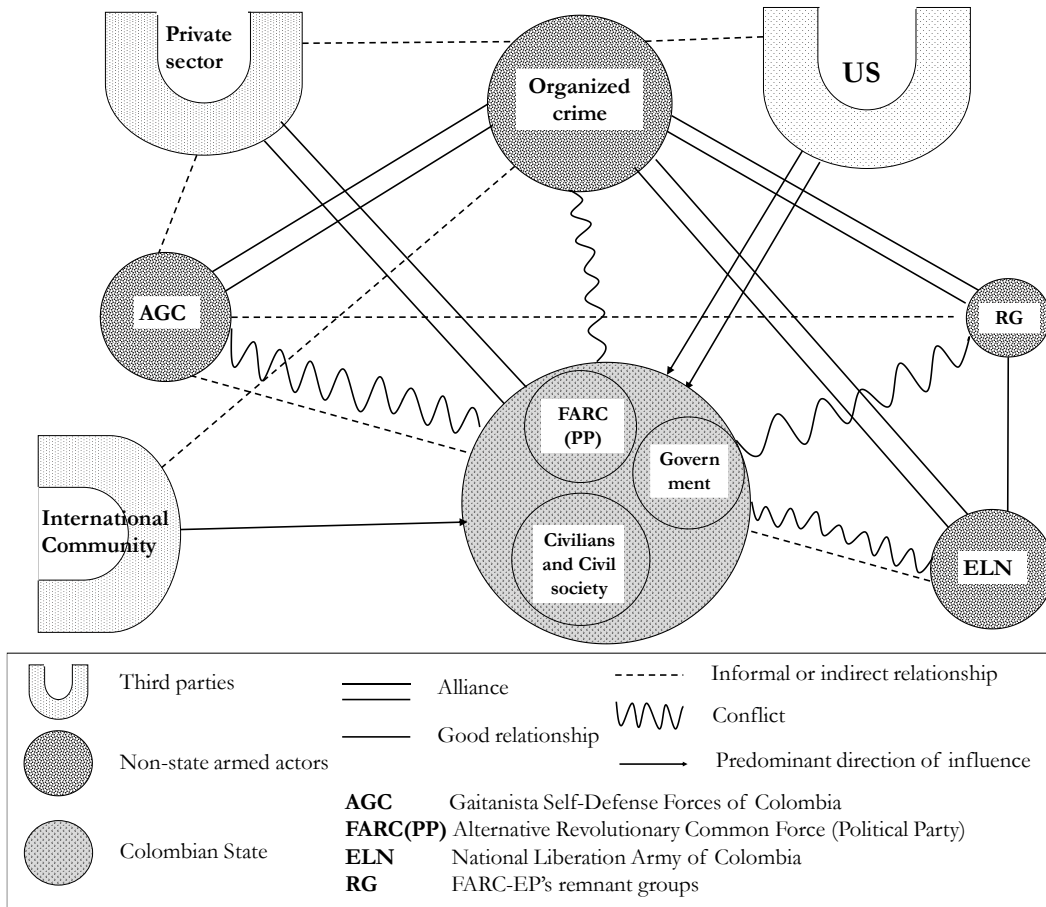 Private
sector
Organized
crime
US
AGC
RG
FARC
(PP)
Govern
ment
International
Community
Civilians
and Civil
society
ELN
Third parties
Alliance
Informal or indirect relationship
Conflict
Good relationship
Non-state armed actors
Predominant direction of influence
AGC Gaitanista Self-Defense Forces of Colombia
FARC(PP) Alternative Revolutionary Common Force (Political Party)
Colombian State
ELN National Liberation Army of Colombia
RG FARC-EP's remnant groups